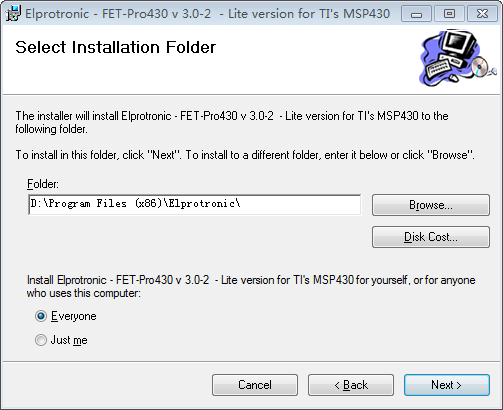 Elprotronic - FET-Pro430 v 3.0-2 - Lite version for TI's MSP430
Select Installation Folder
The installer will install Elprotronic - FET-Pro430 v 3.0-2 - Lite version for TI's MSP430 to the
following folder.
To install in this folder, click "Next". To install to a different folder, enter it below or click "Browse".
Folder:
D:\Program Files (x86)\Elprotronic\
Browse...
Disk Cost...
Install Elprotronic - FET-Pro430 v 3.0-2 - Lite version for TI's MSP430 for yourself, or for anyone
who uses this computer:
Everyone
Just me
Cancel
< Back
Next >